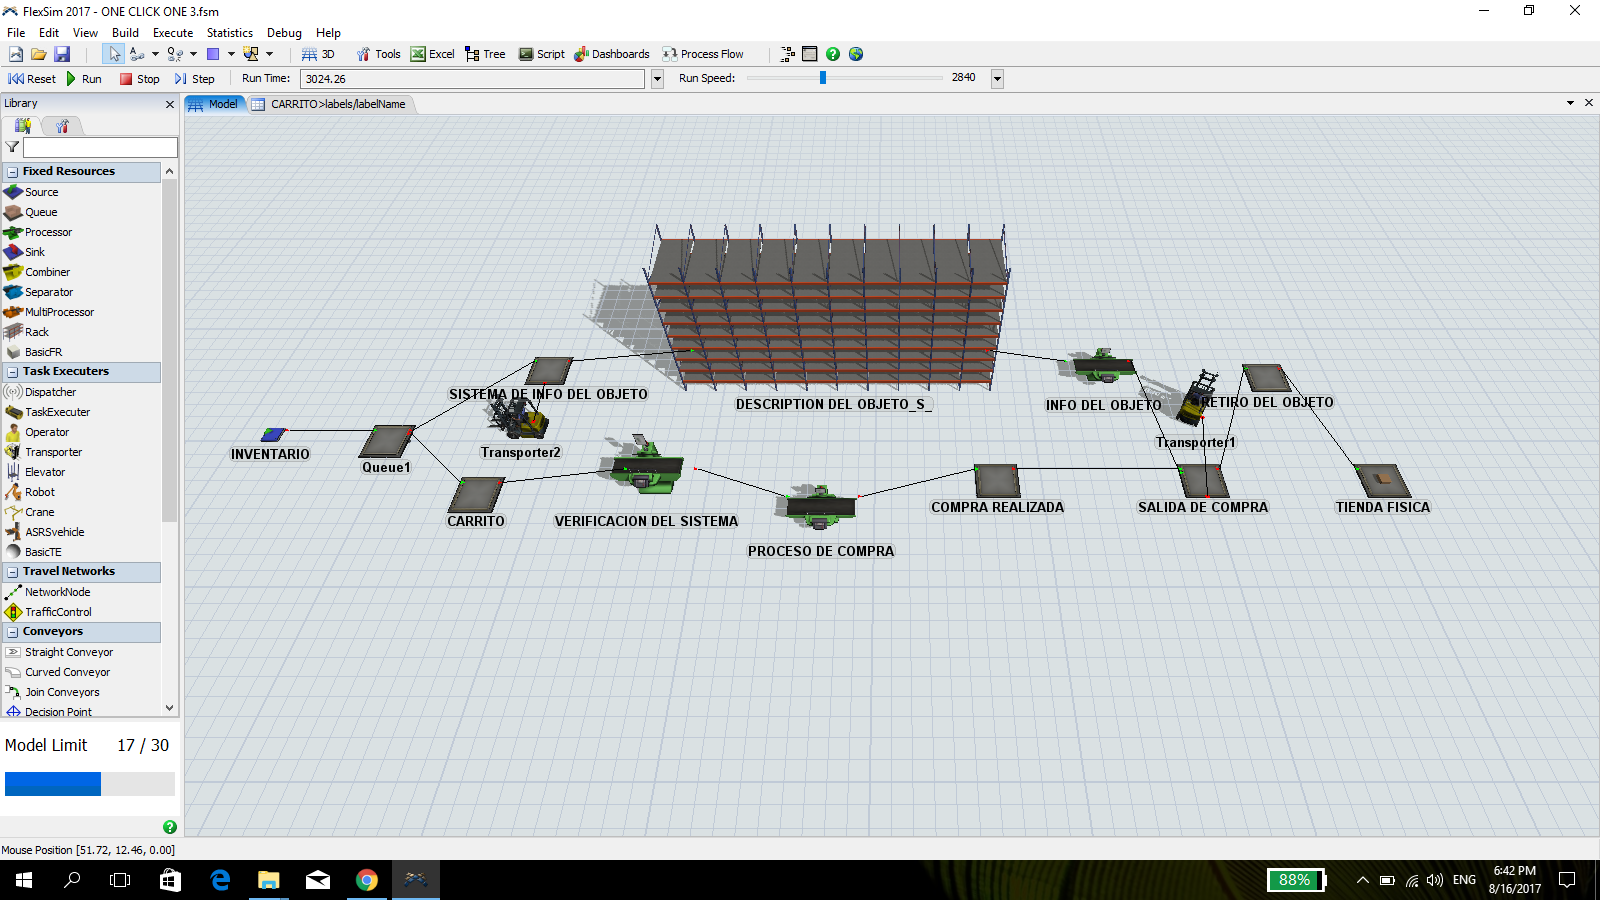 FlexSim 2017 - ONE CLICK ONE 3.fsm
File Edit View Build Execute Statistics Debug Help
3D Tools Excel Tree Script Dashboards Process Flow
Reset Run Stop Step Run Time: 3024.26 Run Speed: 2840
Library
Model CARRITO>labels/labelName
Fixed Resources
Source
Queue
Processor
Sink
Combiner
Separator
MultiProcessor
Rack
BasicFR
Task Executers
Dispatcher
TaskExecuter
Operator
Transporter
Elevator
Robot
Crane
ASRSvehicle
BasicTE
Travel Networks
NetworkNode
TrafficControl
Conveyors
Straight Conveyor
Curved Conveyor
Join Conveyors
Decision Point
Model Limit 17 / 30
Mouse Position [51.72, 12.46, 0.00]
SISTEMA DE INFO DEL OBJETO
DESCRIPTION DEL OBJETO_S_
INFO DEL OBJETO
RETIRO DEL OBJETO
INVENTARIO
Queue1
Transporter2
Transporter1
CARRITO
VERIFICACION DEL SISTEMA
PROCESO DE COMPRA
COMPRA REALIZADA
SALIDA DE COMPRA
TIENDA FISICA
88%
ENG
6:42 PM
8/16/2017